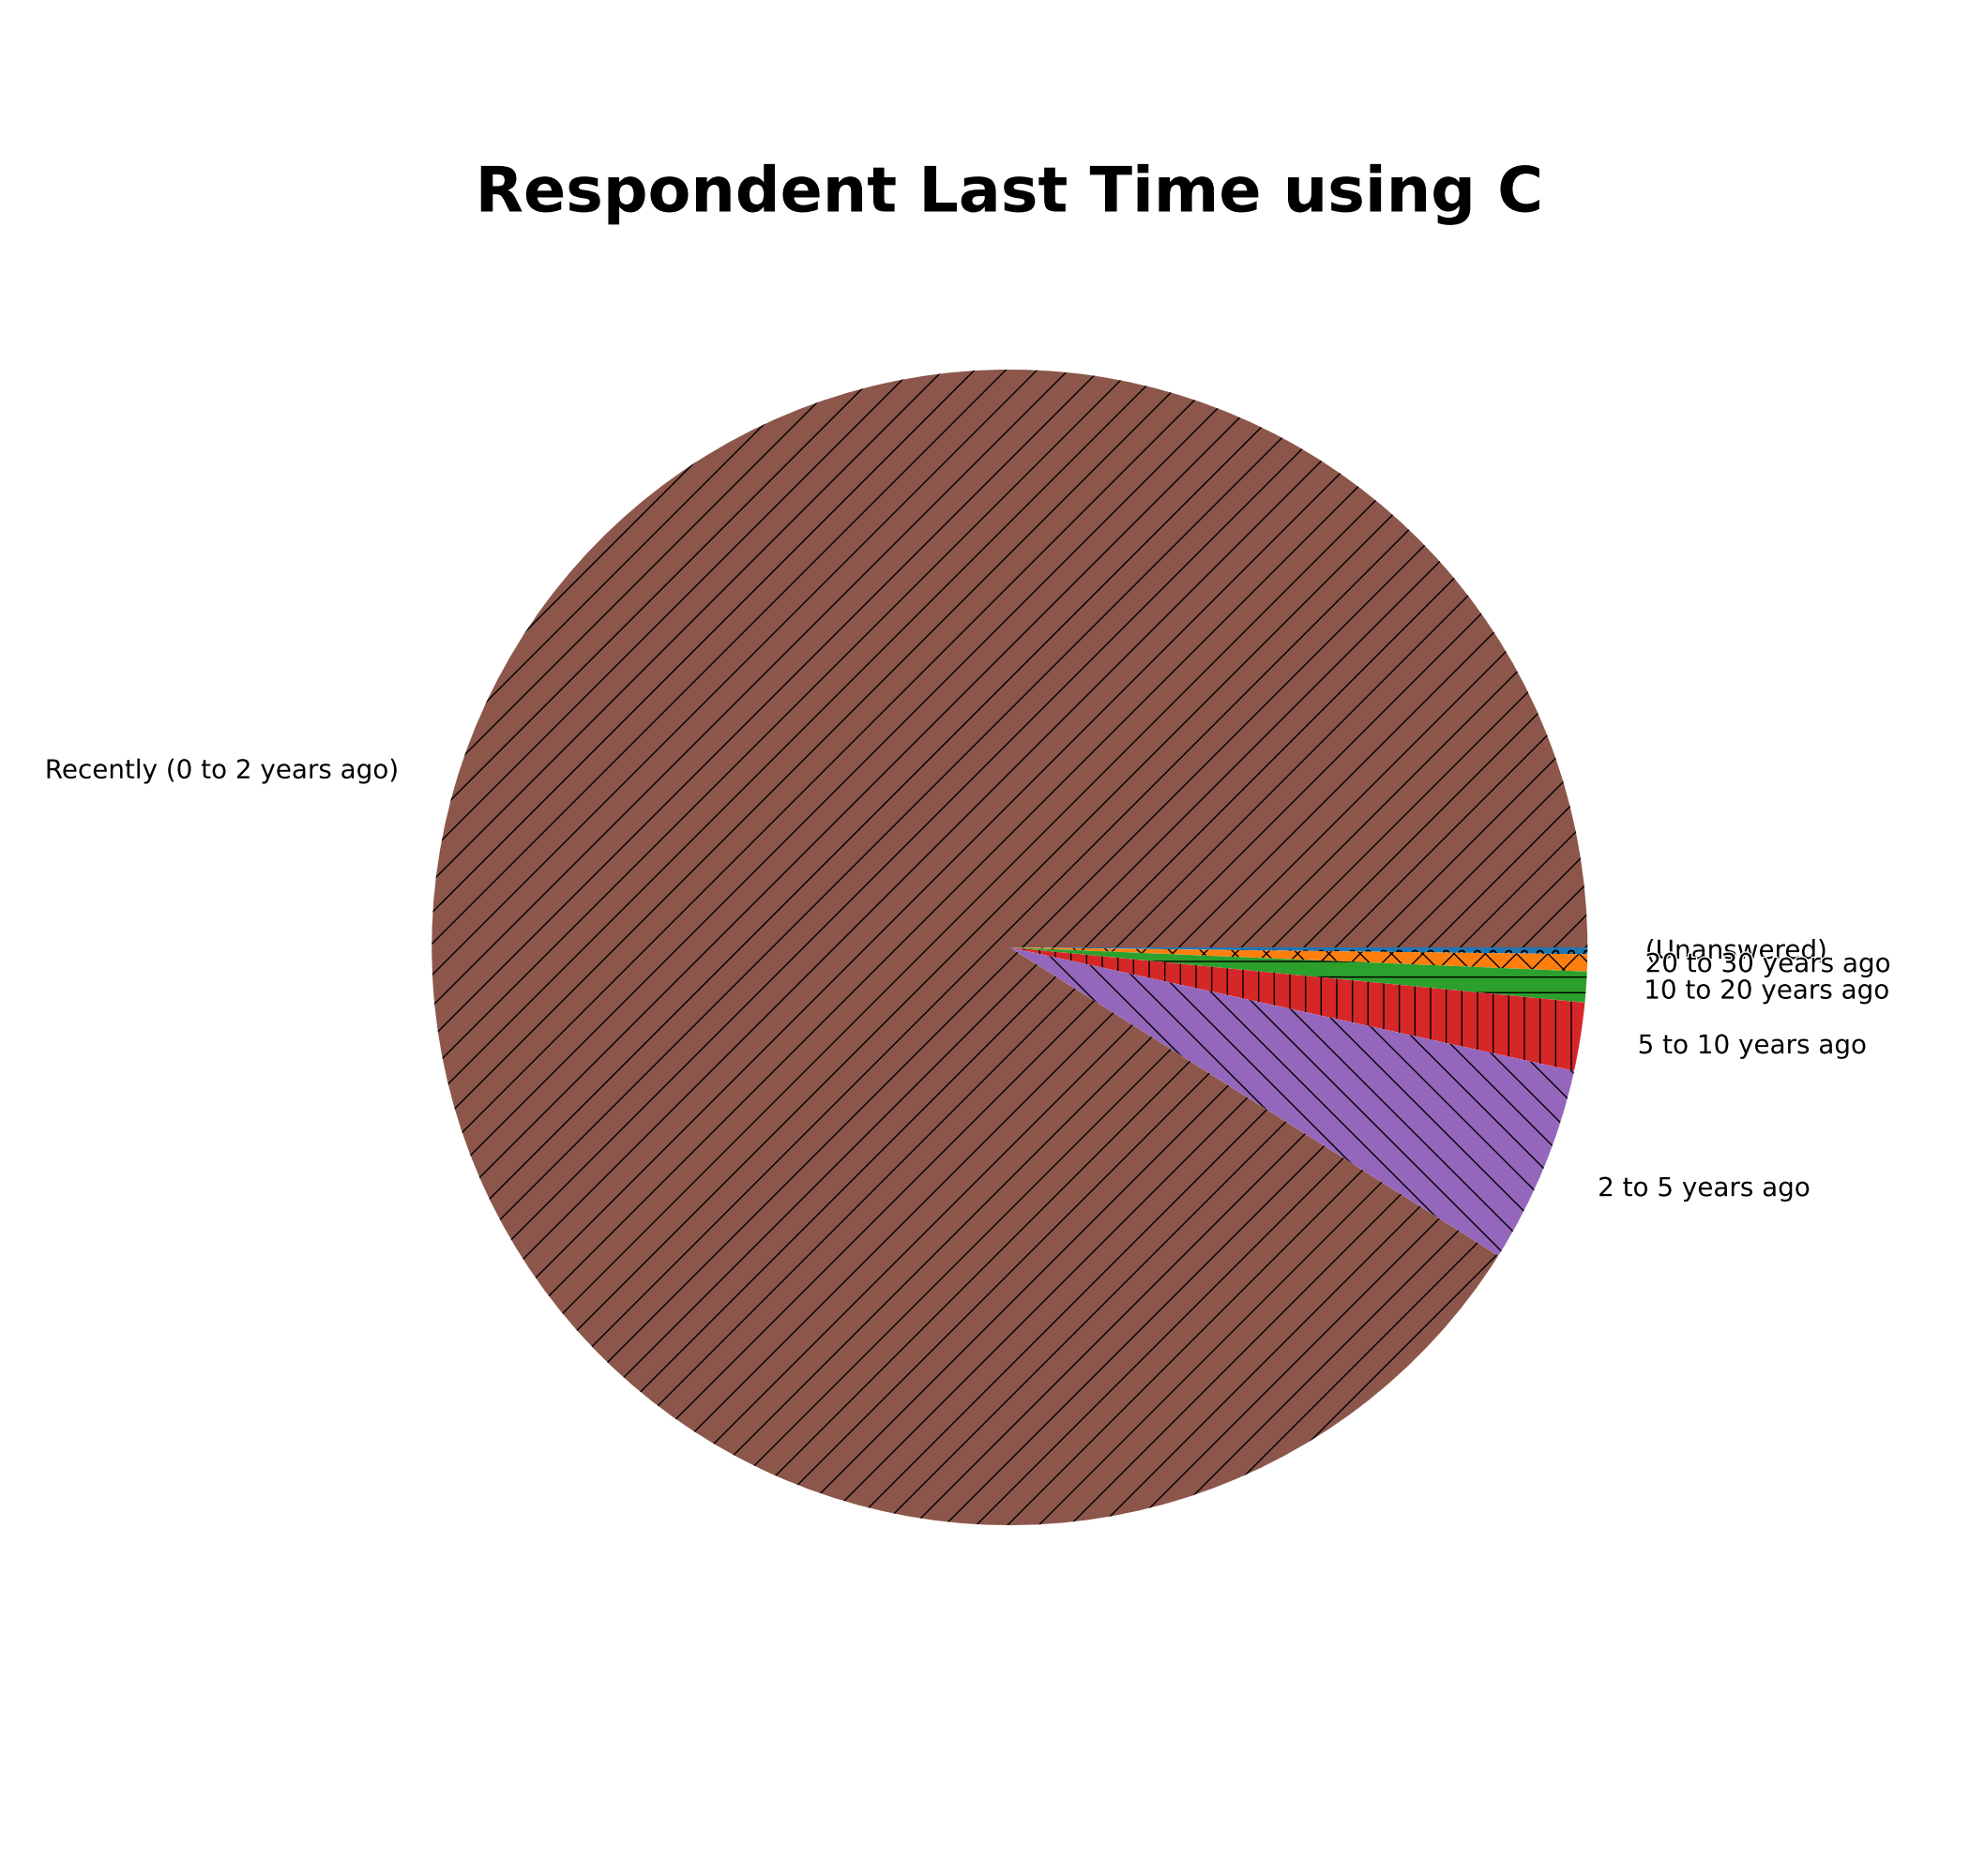 Respondent Last Time using C
Recently (0 to 2 years ago)
(Unanswered)
20 to 30 years ago
10 to 20 years ago
5 to 10 years ago
2 to 5 years ago